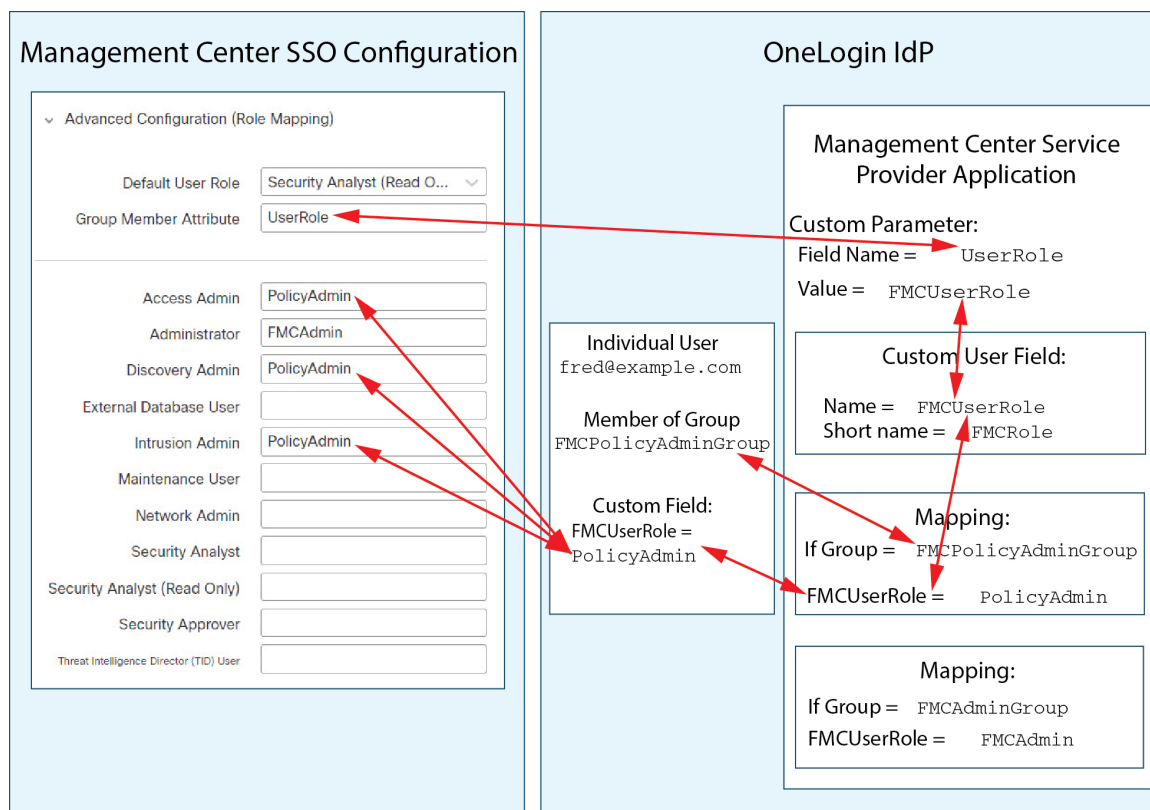 Management Center SSO Configuration
Advanced Configuration (Role Mapping)
Default User Role Security Analyst (Read O...
Group Member Attribute UserRole
Access Admin PolicyAdmin
Administrator FMCAdmin
Discovery Admin PolicyAdmin
External Database User
Intrusion Admin PolicyAdmin
Maintenance User
Network Admin
Security Analyst
Security Analyst (Read Only)
Security Approver
Threat Intelligence Director (TID) User
OneLogin IdP
Individual User
fred@example.com
Member of Group
FMCPolicyAdminGroup
Custom Field:
FMCUserRole =
PolicyAdmin
Management Center Service
Provider Application
Custom Parameter:
Field Name = UserRole
Value = FMCUserRole
Custom User Field:
Name = FMCUserRole
Short name = FMCRole
Mapping:
If Group = FMCPolicyAdminGroup
FMCUserRole = PolicyAdmin
Mapping:
If Group = FMCAdminGroup
FMCUserRole = FMCAdmin